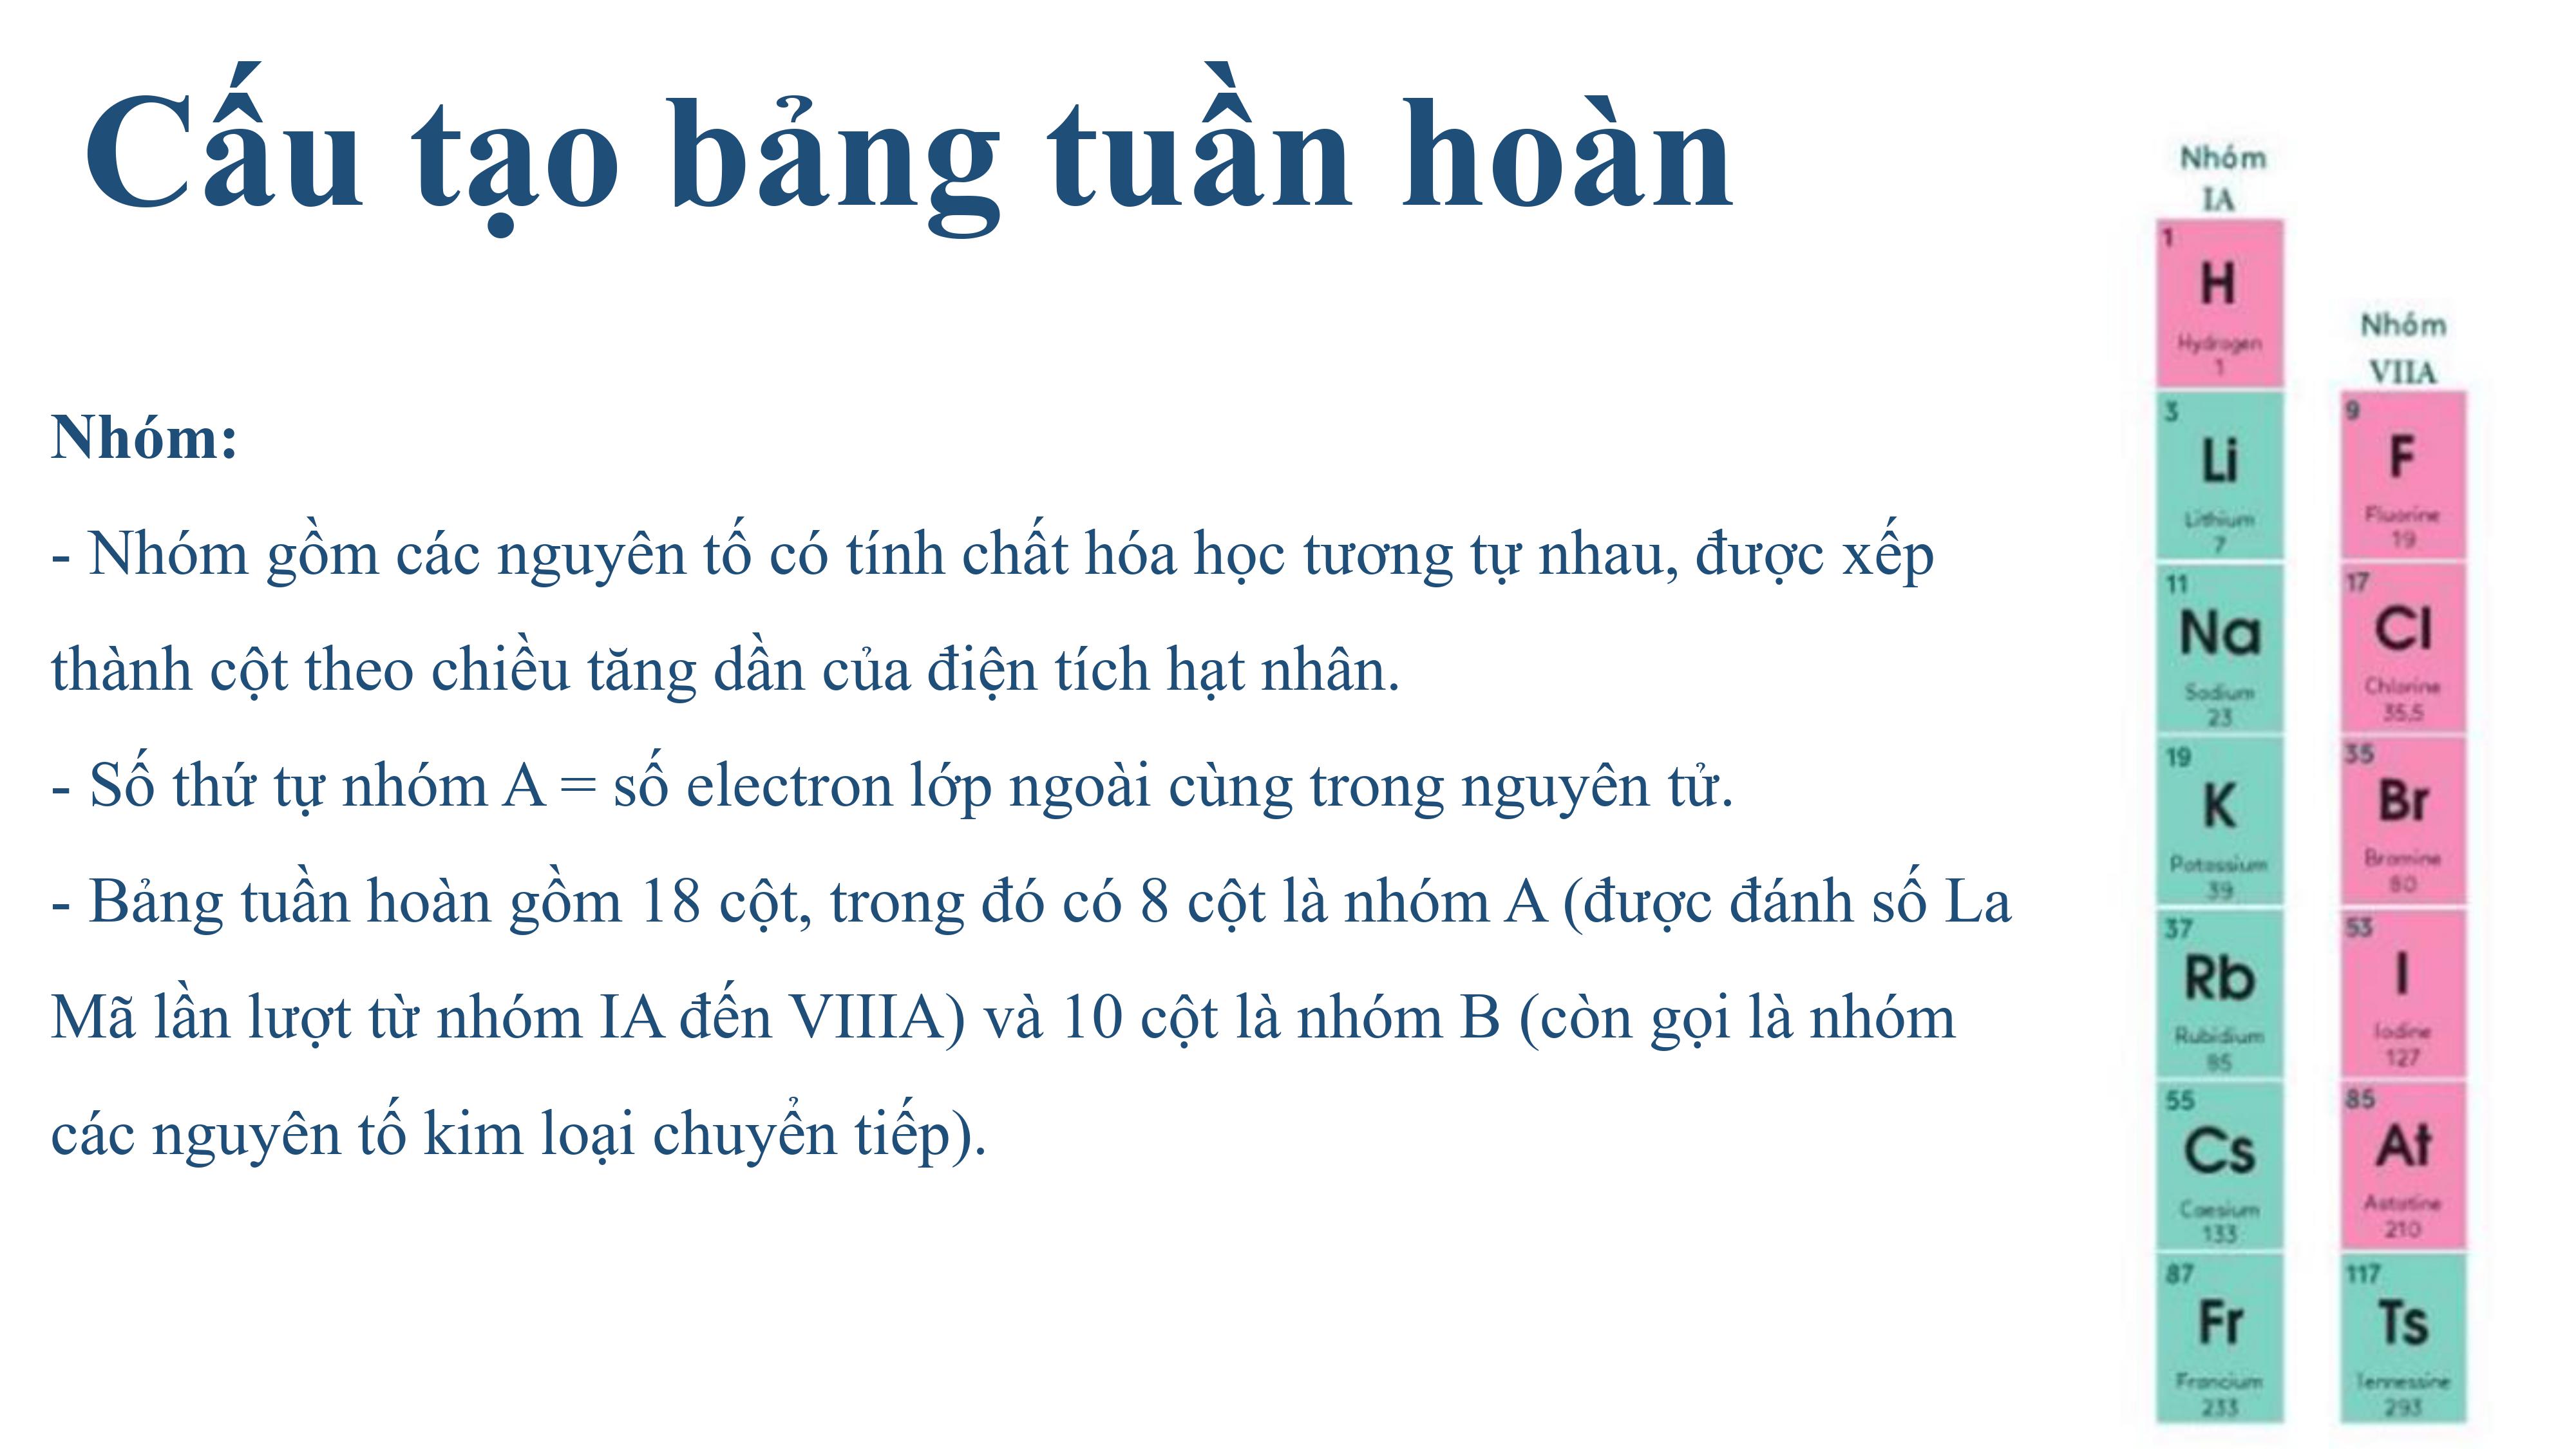 Cấu tạo bảng tuần hoàn
Nhóm:
- Nhóm gồm các nguyên tố có tính chất hóa học tương tự nhau, được xếp
thành cột theo chiều tăng dần của điện tích hạt nhân.
- Số thứ tự nhóm A = số electron lớp ngoài cùng trong nguyên tử.
- Bảng tuần hoàn gồm 18 cột, trong đó có 8 cột là nhóm A (được đánh số La
Mã lần lượt từ nhóm IA đến VIIIA) và 10 cột là nhóm B (còn gọi là nhóm
các nguyên tố kim loại chuyển tiếp).
Nhóm
IA
1
H
Hydrogen
1
3
Li
Lithium
7
11
Na
Sodium
23
19
K
Potassium
39
37
Rb
Rubidium
85
55
Cs
Caesium
133
87
Fr
Francium
233
Nhóm
VIIA
9
F
Fluorine
19
17
Cl
Chlorine
35,5
35
Br
Bromine
80
53
I
Iodine
127
85
At
Astatine
210
117
Ts
Tennessine
293